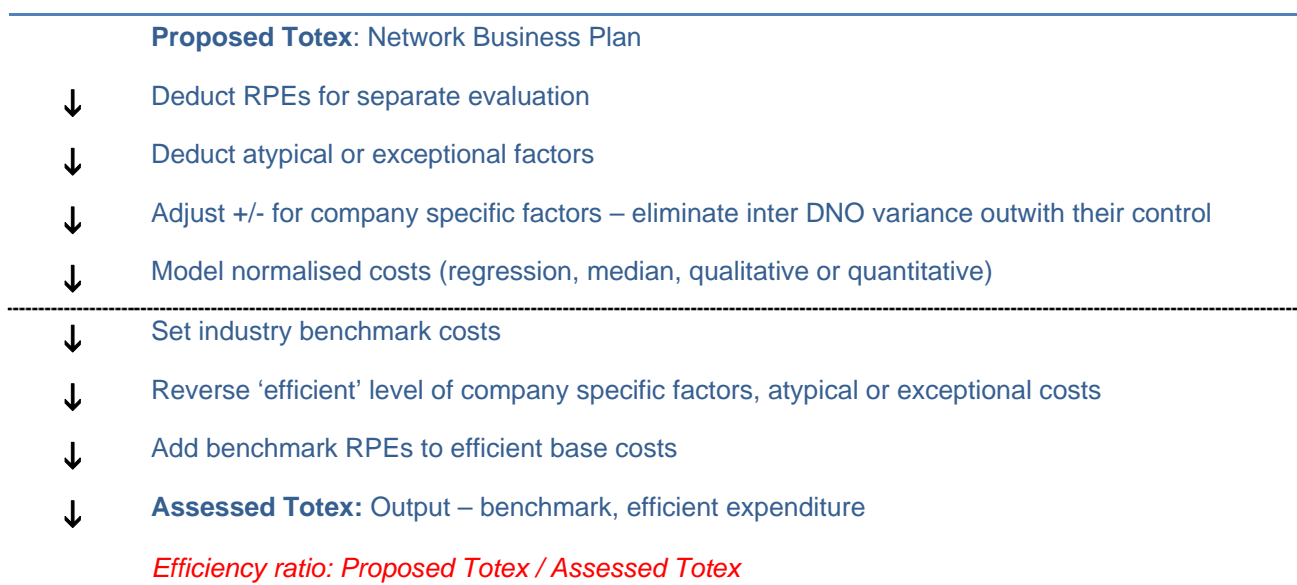 Proposed Totex: Network Business Plan
↓ Deduct RPEs for separate evaluation
↓ Deduct atypical or exceptional factors
↓ Adjust +/- for company specific factors – eliminate inter DNO variance outwith their control
↓ Model normalised costs (regression, median, qualitative or quantitative)
↓ Set industry benchmark costs
↓ Reverse ‘efficient’ level of company specific factors, atypical or exceptional costs
↓ Add benchmark RPEs to efficient base costs
↓ Assessed Totex: Output – benchmark, efficient expenditure
Efficiency ratio: Proposed Totex / Assessed Totex